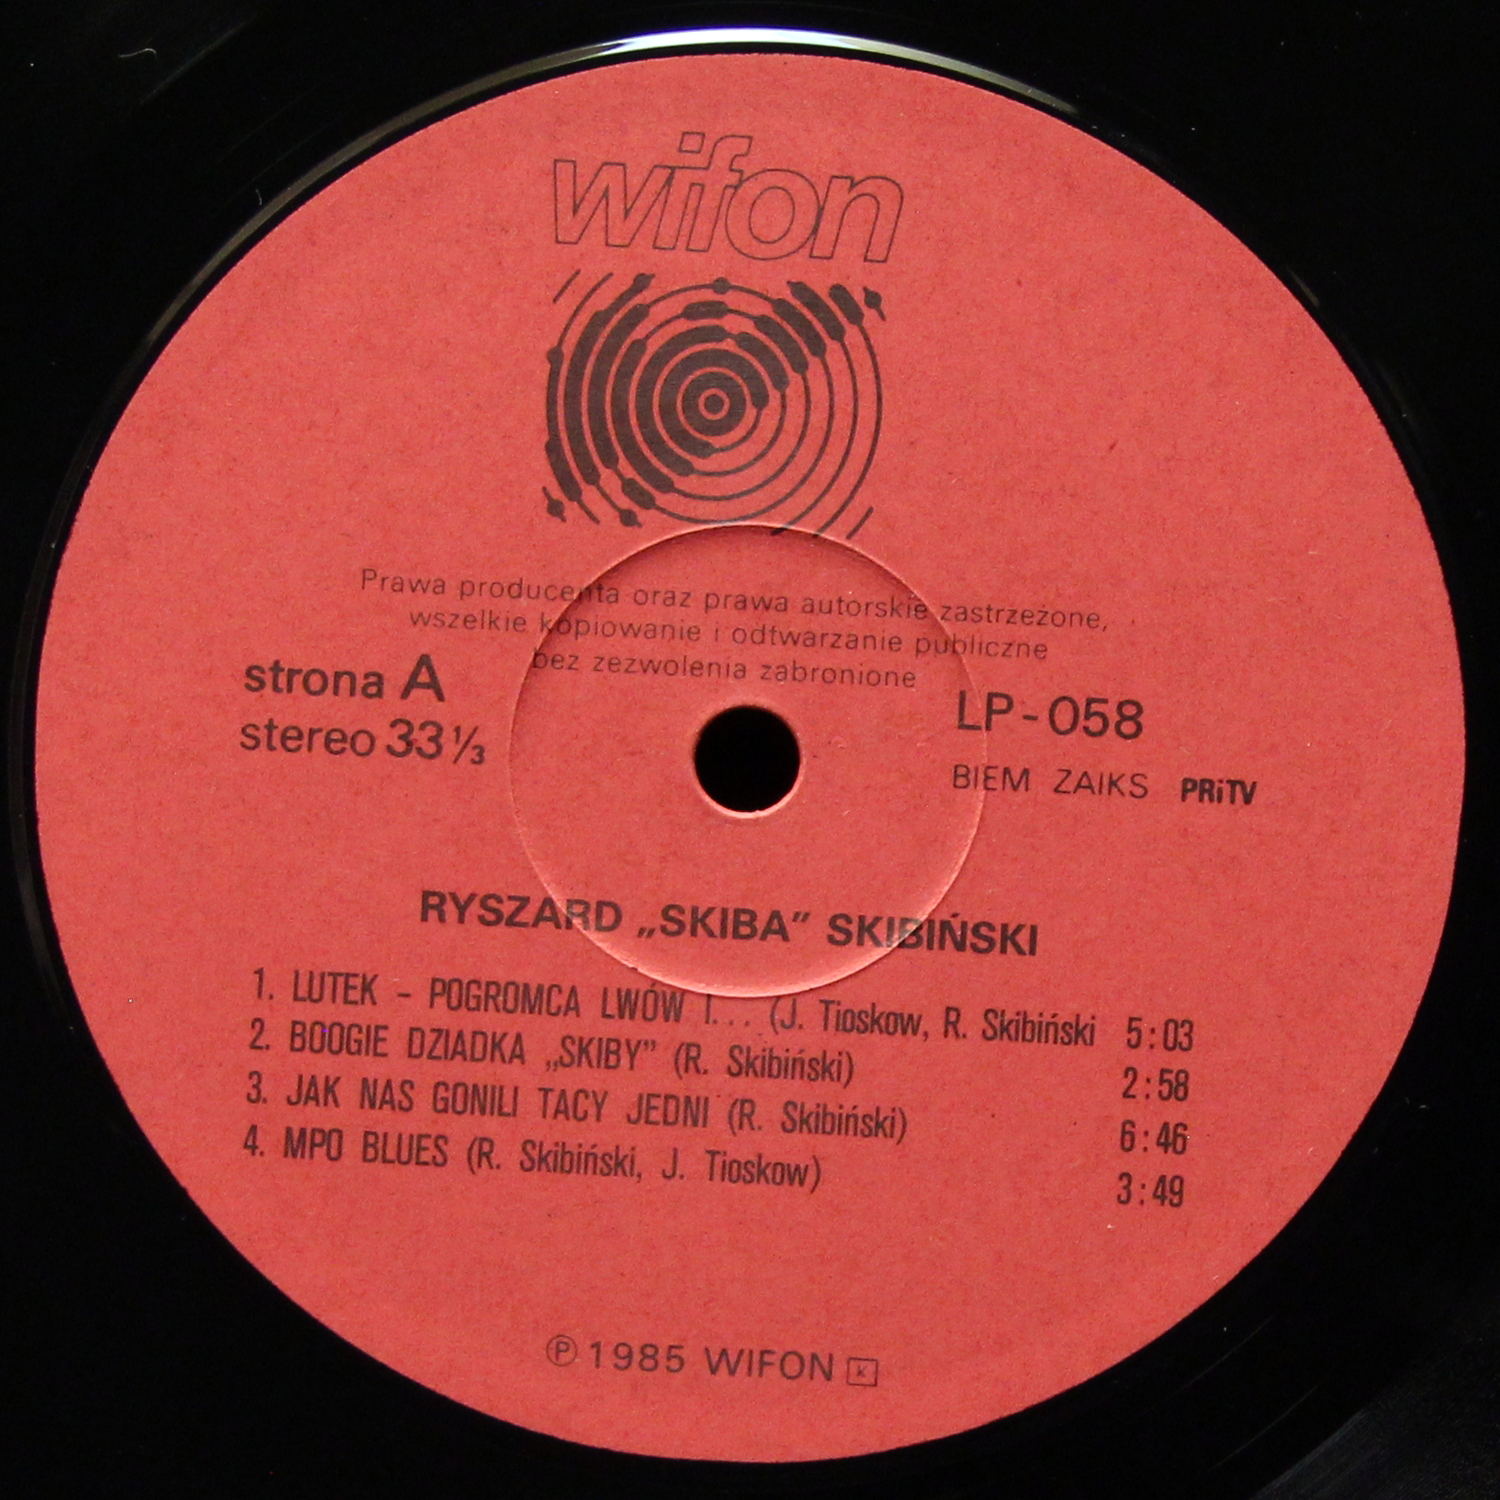 wifon
Prawa producenta oraz prawa autorskie zastrzeżone,
wszelkie kopiowanie i odtwarzanie publiczne
bez zezwolenia zabronione
strona A
stereo 33 1/3
LP-058
BIEM ZAIKS PRiTV
RYSZARD „SKIBA” SKIBIŃSKI
1. LUTEK – POGROMCA LWÓW I... (J. Tioskow, R. Skibiński 5:03
2. BOOGIE DZIADKA „SKIBY” (R. Skibiński) 2:58
3. JAK NAS GONILI TACY JEDNI (R. Skibiński) 6:46
4. MPO BLUES (R. Skibiński, J. Tioskow) 3:49
℗ 1985 WIFON K